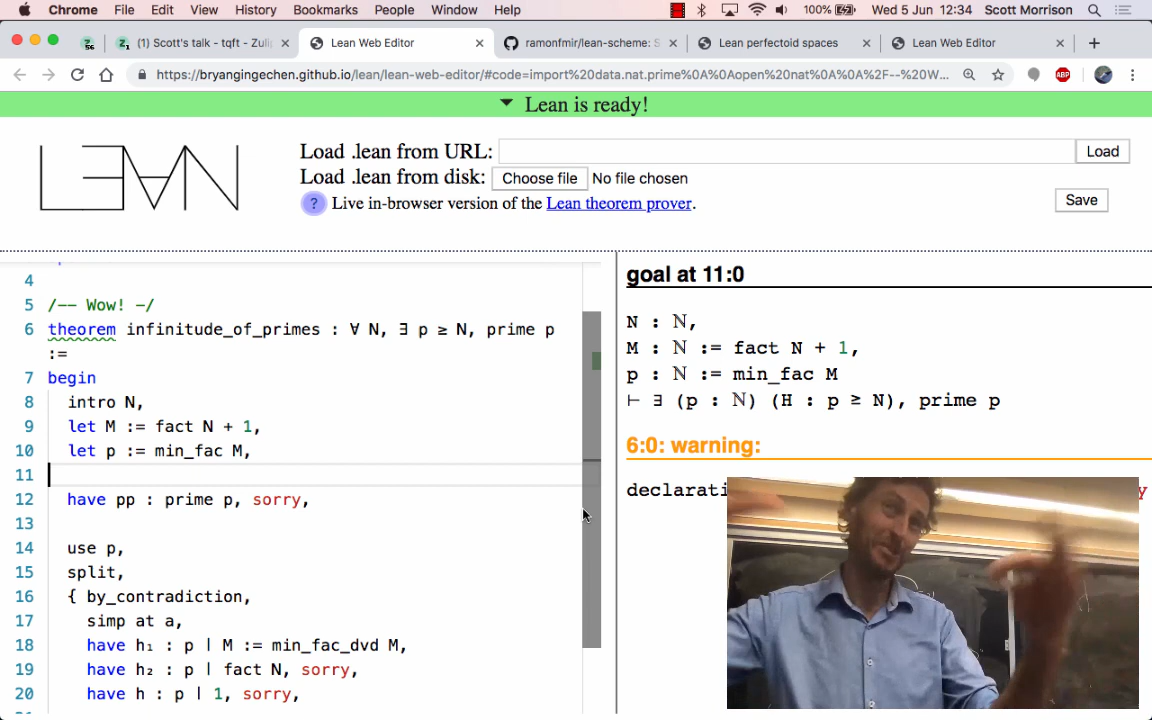 Chrome File Edit View History Bookmarks People Window Help 100% Wed 5 Jun 12:34 Scott Morrison
(1) Scott's talk - tqft - Zulip Lean Web Editor ramonfmir/lean-scheme: S Lean perfectoid spaces Lean Web Editor
https://bryangingechen.github.io/lean/lean-web-editor/#code=import%20data.nat.prime%0A%0Aopen%20nat%0A%0A%2F--%20W... ABP
Lean is ready!
LEAN
Load .lean from URL: Load
Load .lean from disk: Choose file No file chosen
? Live in-browser version of the Lean theorem prover.
Save
4
5 /-- Wow! -/
6 theorem infinitude_of_primes : ∀ N, ∃ p ≥ N, prime p
:=
7 begin
8 intro N,
9 let M := fact N + 1,
10 let p := min_fac M,
11
12 have pp : prime p, sorry,
13
14 use p,
15 split,
16 { by_contradiction,
17 simp at a,
18 have h₁ : p ∣ M := min_fac_dvd M,
19 have h₂ : p ∣ fact N, sorry,
20 have h : p ∣ 1, sorry,
goal at 11:0
N : ℕ,
M : ℕ := fact N + 1,
p : ℕ := min_fac M
⊢ ∃ (p : ℕ) (H : p ≥ N), prime p
6:0: warning:
declarati